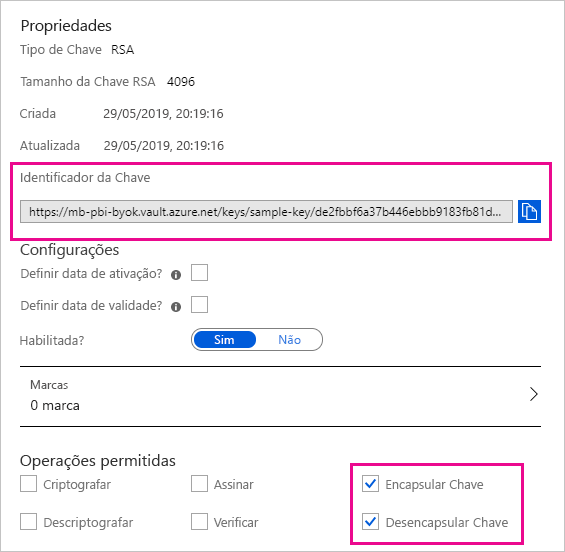 Propriedades
Tipo de Chave RSA
Tamanho da Chave RSA 4096
Criada 29/05/2019, 20:19:16
Atualizada 29/05/2019, 20:19:16
Identificador da Chave
https://mb-pbi-byok.vault.azure.net/keys/sample-key/de2fbbf6a37b446ebbb9183fb81d...
Configurações
Definir data de ativação?
Definir data de validade?
Habilitada? Sim Não
Marcas
0 marca
Operações permitidas
Criptografar Assinar Encapsular Chave
Descriptografar Verificar Desencapsular Chave